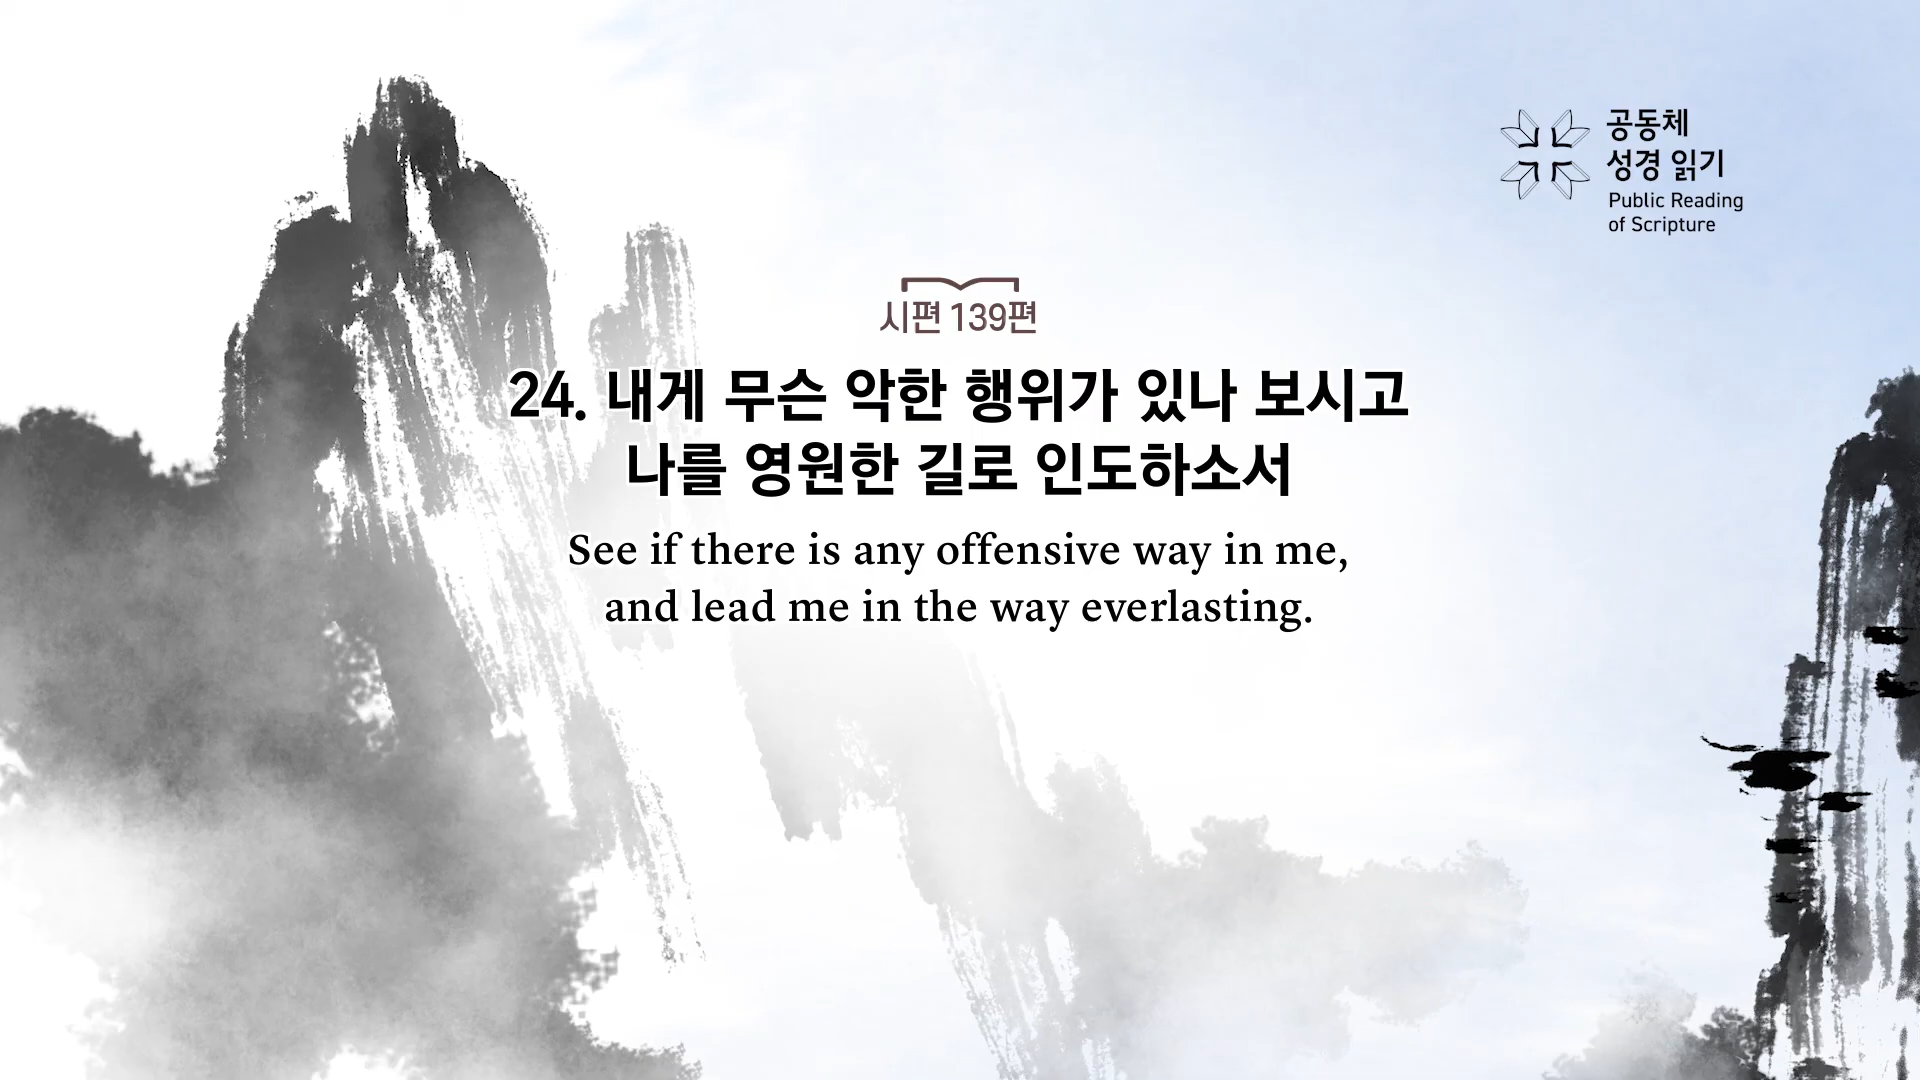 공동체
성경 읽기
Public Reading
of Scripture
시편 139편
24. 내게 무슨 악한 행위가 있나 보시고
나를 영원한 길로 인도하소서
See if there is any offensive way in me,
and lead me in the way everlasting.